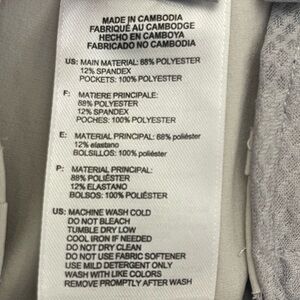 MADE IN CAMBODIA
FABRIQUÉ AU CAMBODGE
HECHO EN CAMBOYA
FABRICADO NO CAMBODIA
US: MAIN MATERIAL: 88% POLYESTER
12% SPANDEX
POCKETS: 100% POLYESTER
F: MATIERE PRINCIPALE:
88% POLYESTER
12% SPANDEX
POCHES: 100% POLYESTER
E: MATERIAL PRINCIPAL: 88% poliéster
12% elastano
BOLSILLOS: 100% poliéster
P: MATERIAL PRINCIPAL:
88% POLIÉSTER
12% ELASTANO
BOLSOS: 100% POLIÉSTER
US: MACHINE WASH COLD
DO NOT BLEACH
TUMBLE DRY LOW
COOL IRON IF NEEDED
DO NOT DRY CLEAN
DO NOT USE FABRIC SOFTENER
USE MILD DETERGENT ONLY
WASH WITH LIKE COLORS
REMOVE PROMPTLY AFTER WASH